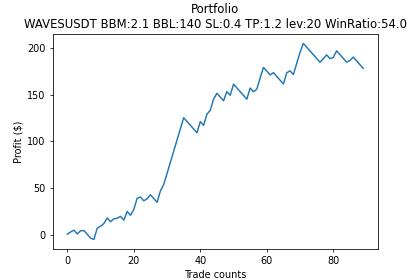 Portfolio
WAVESUSDT BBM:2.1 BBL:140 SL:0.4 TP:1.2 lev:20 WinRatio:54.0
200
150
100
50
0
Profit ($)
0 20 40 60 80
Trade counts